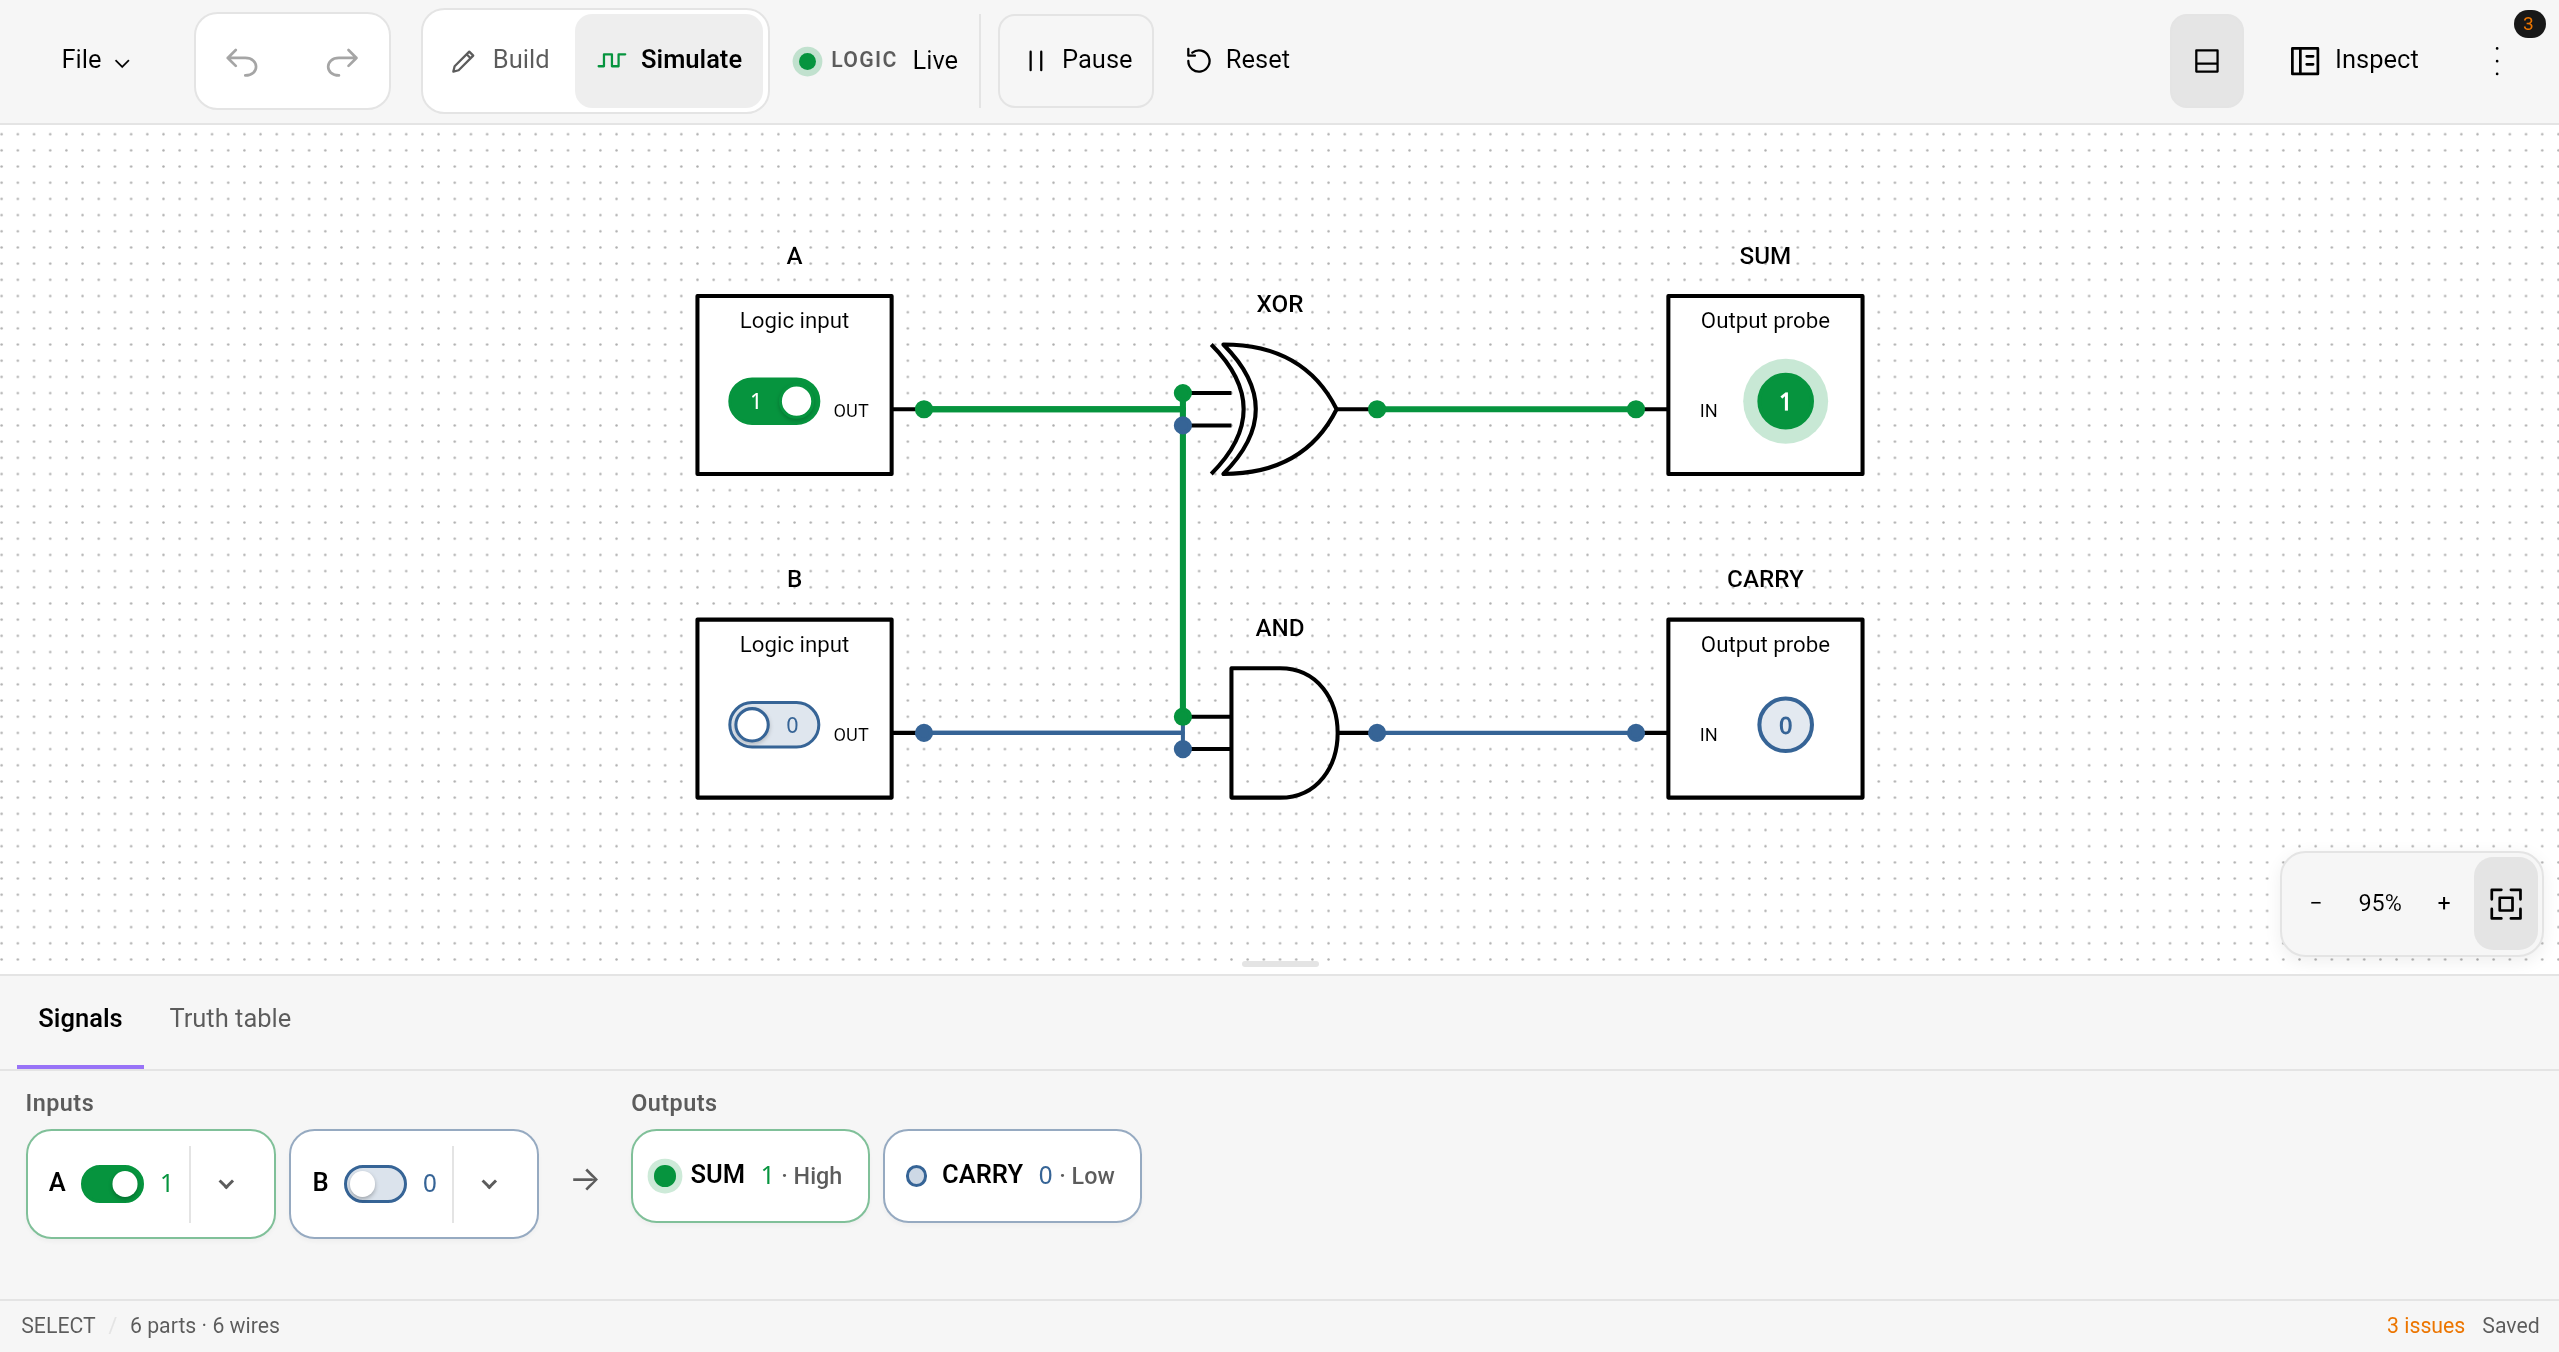 File
Build
Simulate
LOGIC Live
Pause
Reset
Inspect
3
A
Logic input
1
OUT
XOR
SUM
Output probe
IN
1
B
Logic input
0
OUT
AND
CARRY
Output probe
IN
0
− 95% +
Signals
Truth table
Inputs
Outputs
A 1
B 0
→
SUM 1 · High
CARRY 0 · Low
SELECT / 6 parts · 6 wires
3 issues Saved